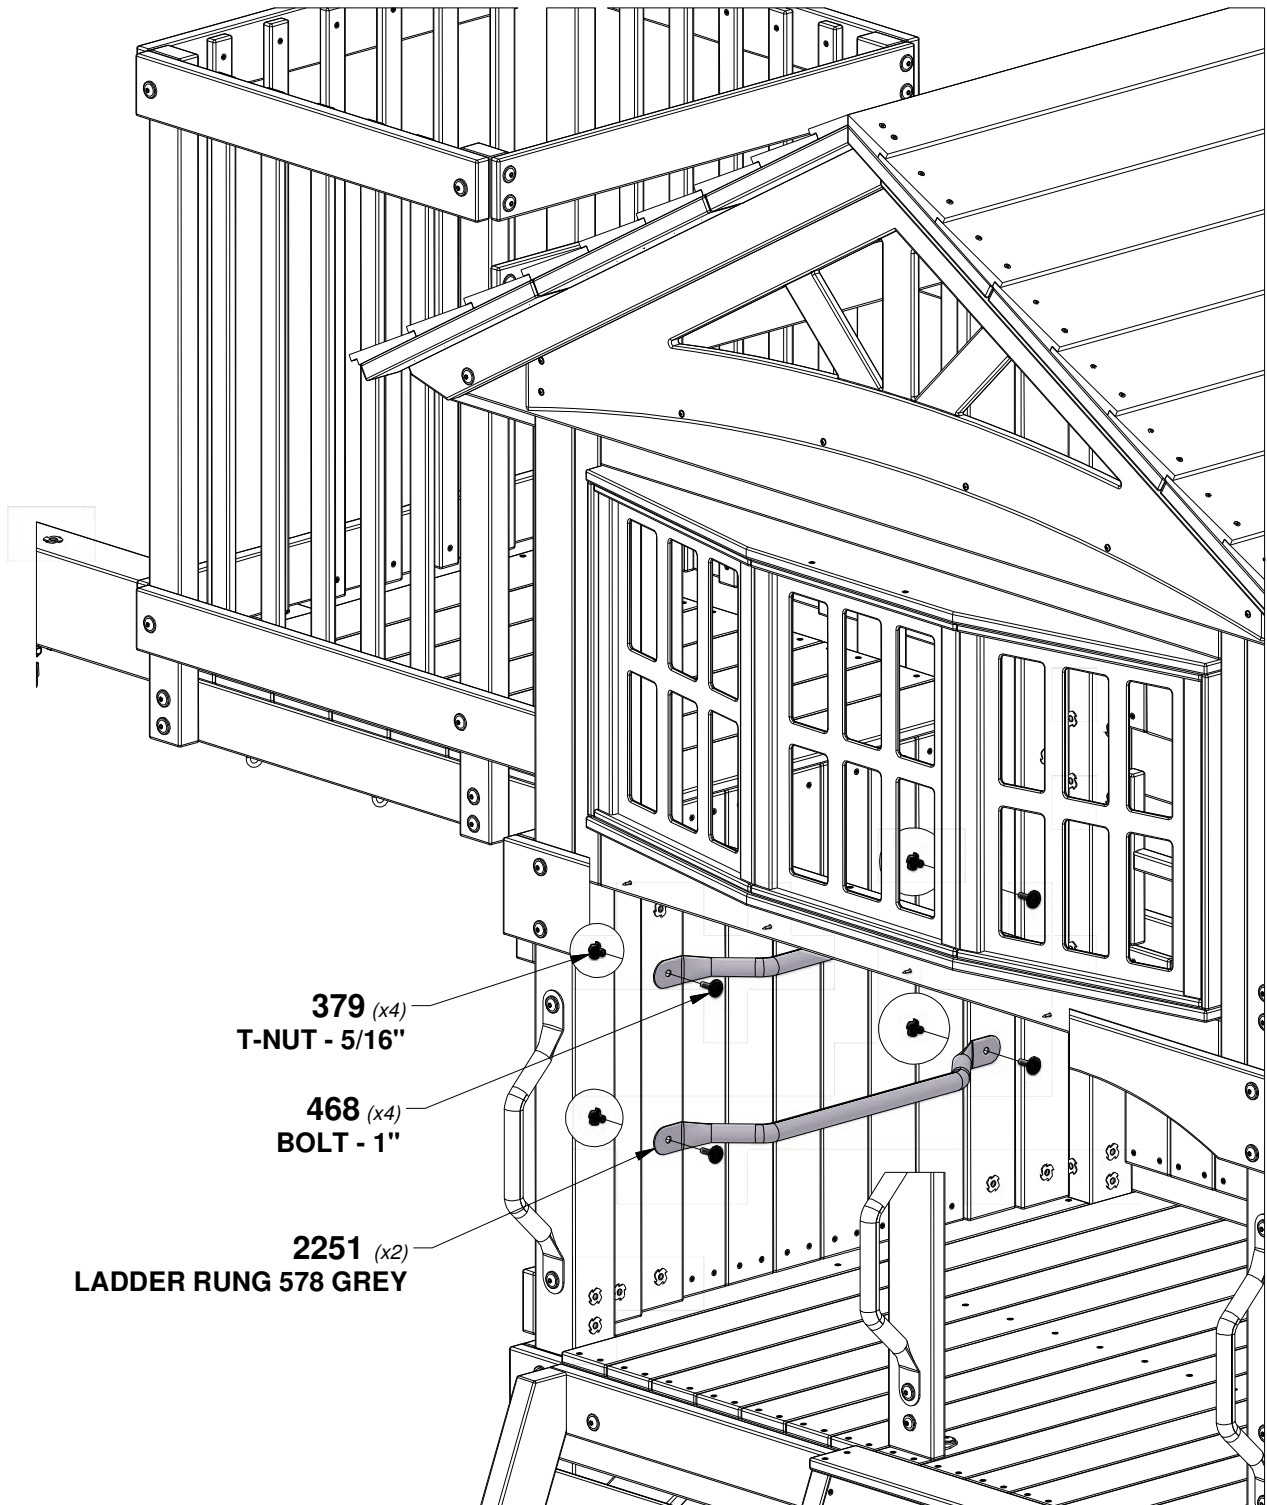 379 (x4)
T-NUT - 5/16"
468 (x4)
BOLT - 1"
2251 (x2)
LADDER RUNG 578 GREY